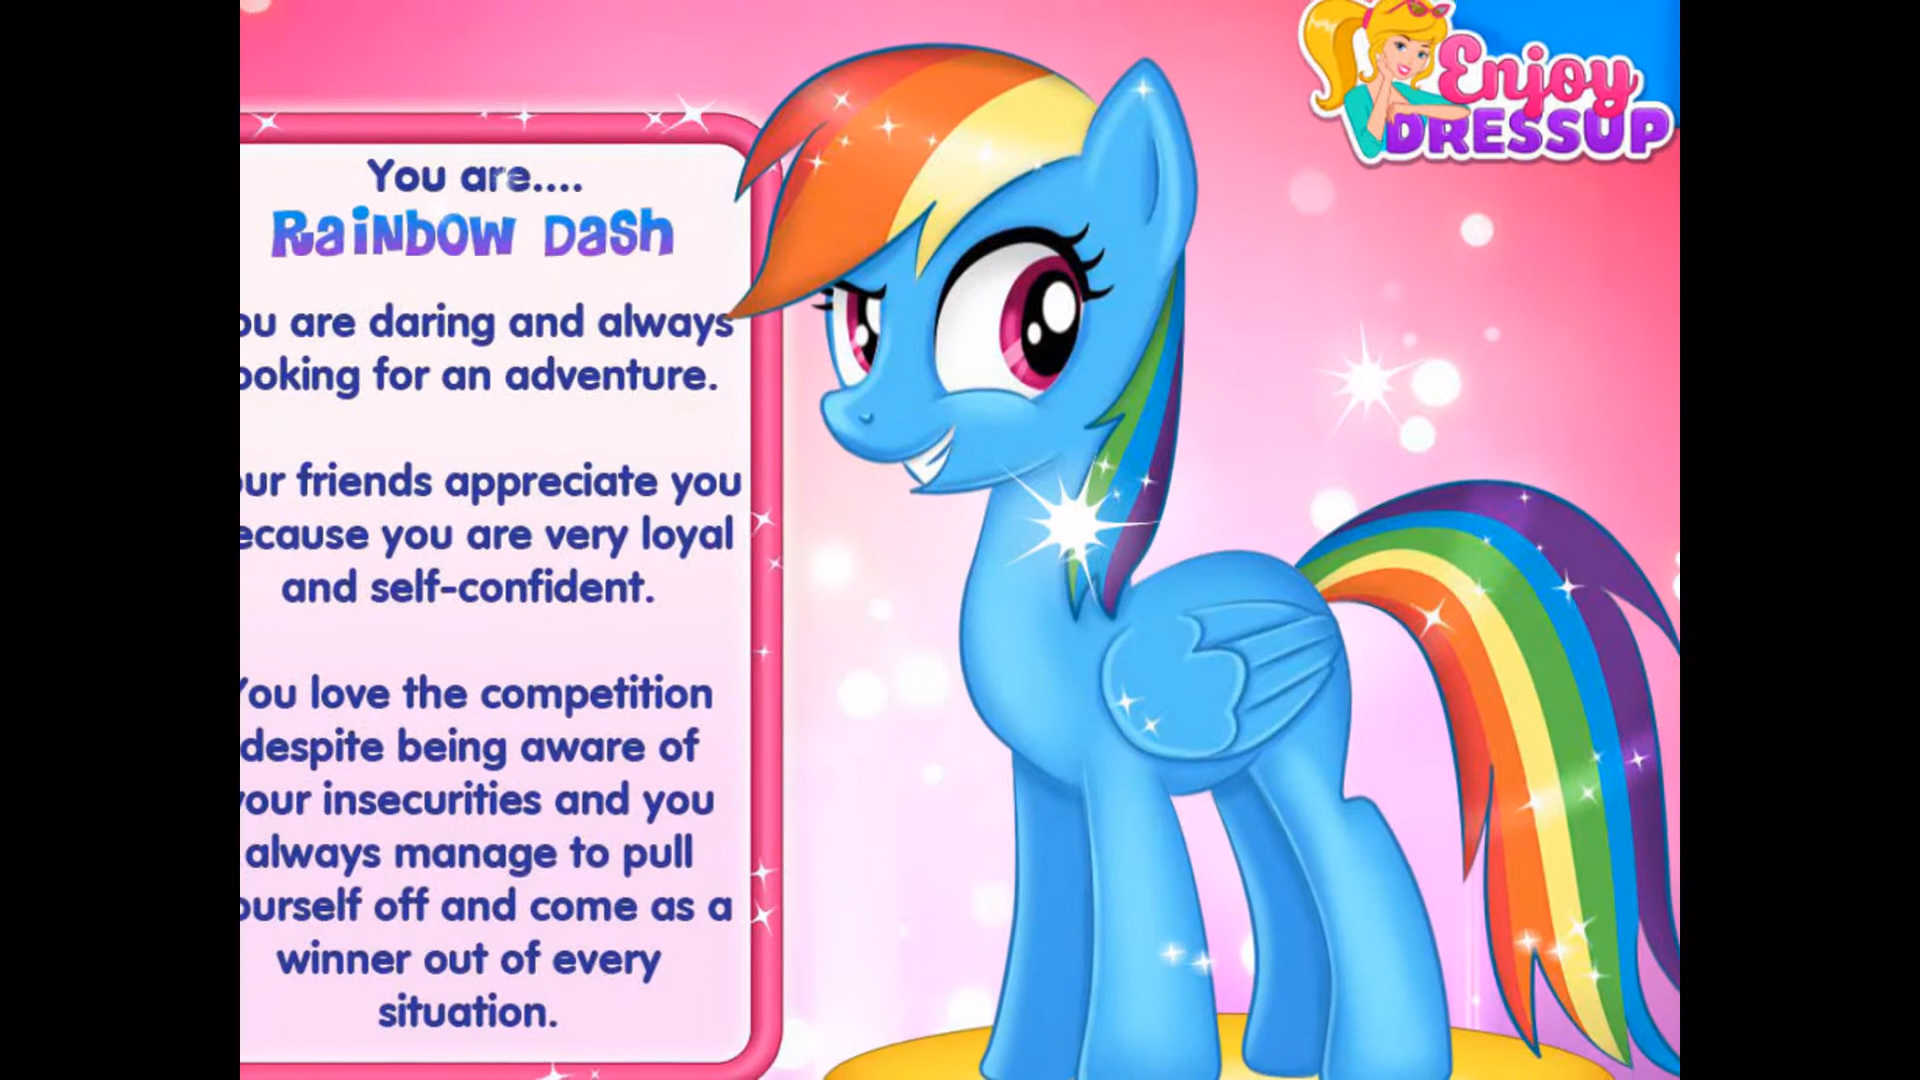 You are....
Rainbow Dash
ou are daring and always
ooking for an adventure.
ur friends appreciate you
ecause you are very loyal
and self-confident.
You love the competition
despite being aware of
your insecurities and you
always manage to pull
ourself off and come as a
winner out of every
situation.
Enjoy
DRESSUP